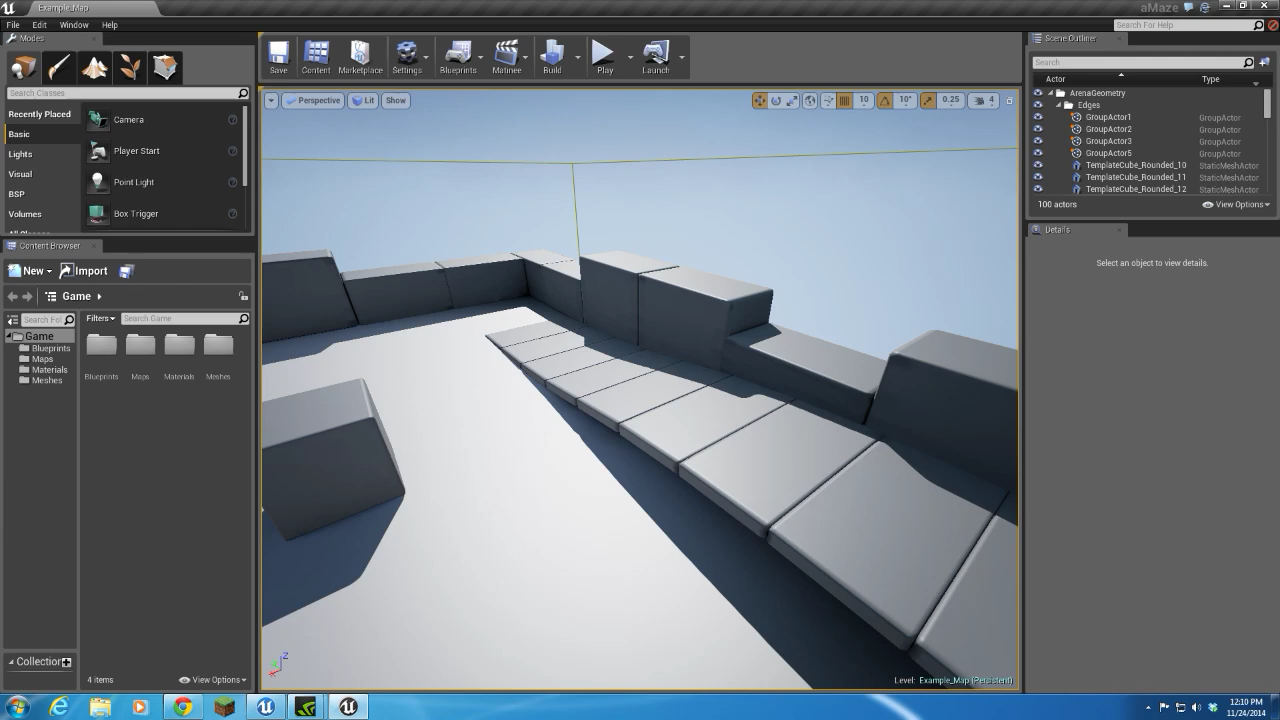 Example_Map
aMaze
File Edit Window Help
Search For Help
Modes
Search Classes
Recently Placed
Basic
Lights
Visual
BSP
Volumes
Camera
Player Start
Point Light
Box Trigger
Save
Content
Marketplace
Settings
Blueprints
Matinee
Build
Play
Launch
Perspective
Lit
Show
10
10°
0.25
4
Level: Example_Map (Persistent)
Z
Scene Outliner
Search
Actor Type
ArenaGeometry
Edges
GroupActor1 GroupActor
GroupActor2 GroupActor
GroupActor3 GroupActor
GroupActor5 GroupActor
TemplateCube_Rounded_10 StaticMeshActor
TemplateCube_Rounded_11 StaticMeshActor
TemplateCube_Rounded_12 StaticMeshActor
100 actors
View Options
Details
Select an object to view details.
Content Browser
New
Import
Game
Search Fol
Filters
Search Game
Game
Blueprints
Maps
Materials
Meshes
Blueprints
Maps
Materials
Meshes
Collection
4 items
View Options
12:10 PM
11/24/2014